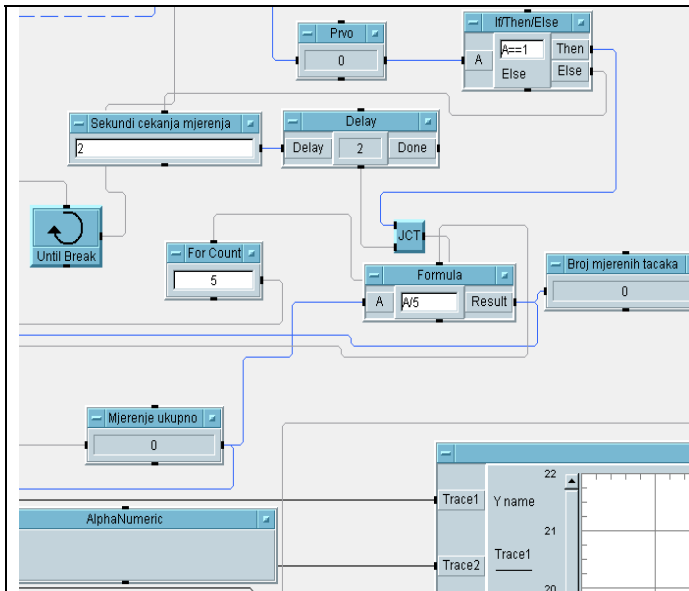 Prvo
0
If/Then/Else
A
A==1
Then
Else
Else
Sekundi cekanja mjerenja
2
Delay
Delay
2
Done
Until Break
JCT
For Count
5
Formula
A
A/5
Result
Broj mjerenih tacaka
0
Mjerenje ukupno
0
AlphaNumeric
Trace1
Y name
Trace1
Trace2
22
21
20